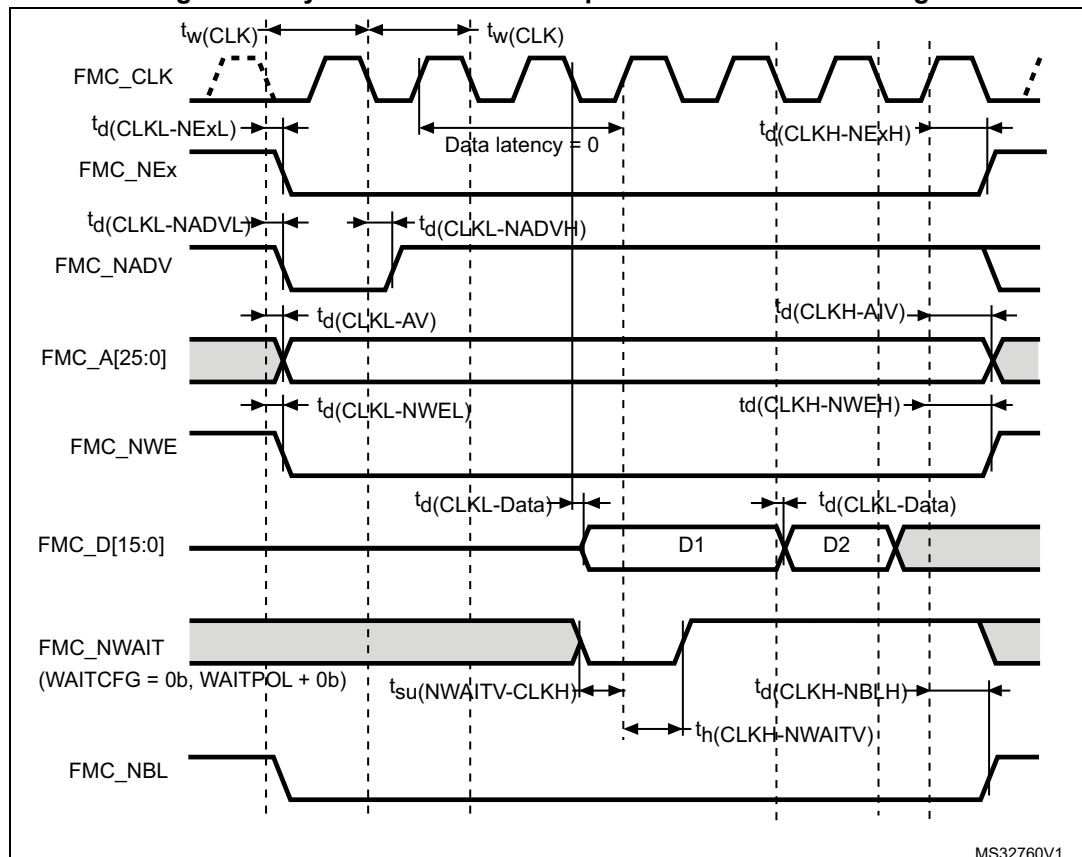 tw(CLK) tw(CLK)
FMC_CLK
td(CLKL-NExL) Data latency = 0 td(CLKH-NExH)
FMC_NEx
td(CLKL-NADVL) td(CLKL-NADVH)
FMC_NADV
td(CLKL-AV) td(CLKH-AIV)
FMC_A[25:0]
td(CLKL-NWEL) td(CLKH-NWEH)
FMC_NWE
td(CLKL-Data) td(CLKL-Data)
FMC_D[15:0] D1 D2
FMC_NWAIT
(WAITCFG = 0b, WAITPOL + 0b)
tsu(NWAITV-CLKH) td(CLKH-NBLH)
th(CLKH-NWAITV)
FMC_NBL
MS32760V1